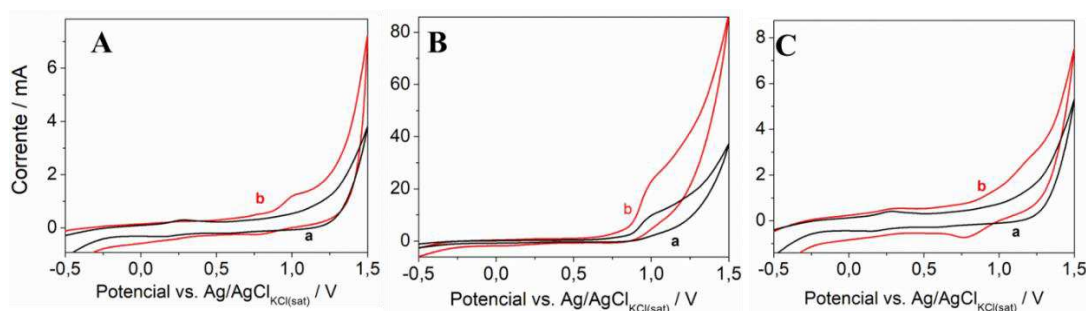 A
B
C
Corrente / mA
6
4
2
0
b
a
-0,5
0,0
0,5
1,0
1,5
Potencial vs. Ag/AgCl KCl(sat) / V
80
60
40
20
0
b
a
-0,5
0,0
0,5
1,0
1,5
Potencial vs. Ag/AgCl KCl(sat) / V
8
6
4
2
0
b
a
-0,5
0,0
0,5
1,0
1,5
Potencial vs. Ag/AgCl KCl(sat) / V